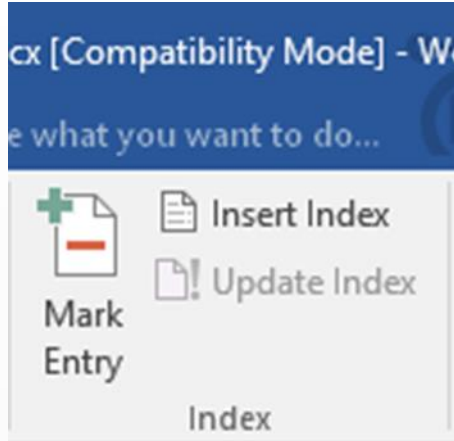 cx [Compatibility Mode] - W
e what you want to do...
Insert Index
Update Index
Mark
Entry
Index